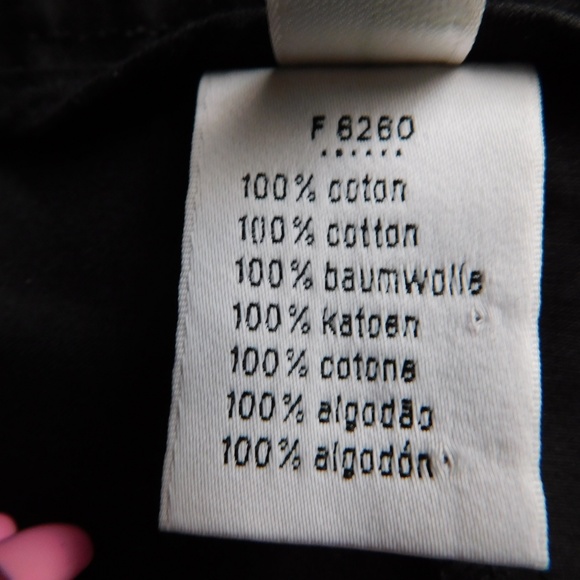 F 6260
100% coton
100% cotton
100% baumwolle
100% katoen
100% cotone
100% algodão
100% algodón